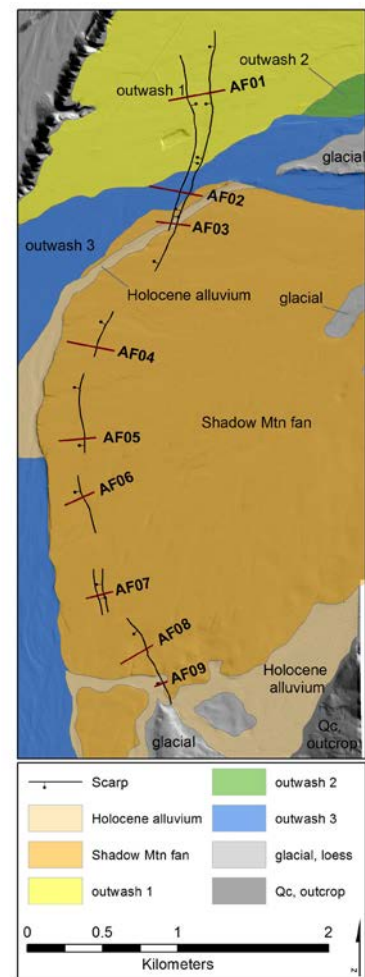 outwash 2
outwash 1
AF01
glacial
AF02
outwash 3
AF03
Holocene alluvium
glacial
AF04
Shadow Mtn fan
AF05
AF06
AF07
AF08
AF09
Holocene
alluvium
glacial
Qc,
outcrop
Scarp
outwash 2
Holocene alluvium
outwash 3
Shadow Mtn fan
glacial, loess
outwash 1
Qc, outcrop
0 0.5 1 2
Kilometers
N